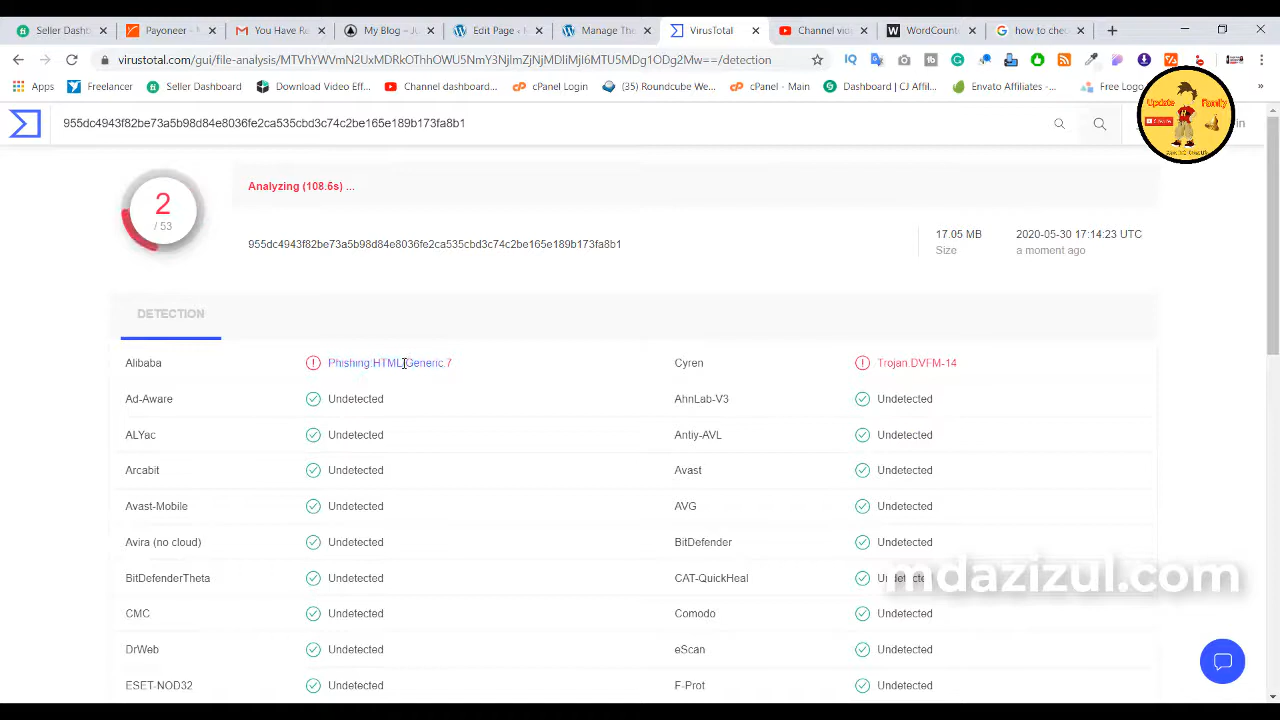 Seller Dashb
Payoneer M
You Have F
My Blog – Ju
Edit Page ‹ M
Manage The
VirusTotal
Channel vid
WordCount
how to chec
virustotal.com/gui/file-analysis/
==/detection
Apps
Freelancer
Seller Dashboard
Download Video Eff...
Channel dashboard...
cPanel Login
(35) Roundcube We...
cPanel - Main
Dashboard | CJ Affil...
Envato Affiliates -...
Free Logo
Update Family
955dc4943f82be73a5b98d84e8036fe2ca535cbd3c74c2be165e189b173fa8b1
in
2
/ 53
Analyzing (108.6s) ...
955dc4943f82be73a5b98d84e8036fe2ca535cbd3c74c2be165e189b173fa8b1
17.05 MB
Size
2020-05-30 17:14:23 UTC
a moment ago
DETECTION
Alibaba Phishing:HTML/Generic.7 Cyren Trojan.DVFM-14
Ad-Aware Undetected AhnLab-V3 Undetected
ALYac Undetected Antiy-AVL Undetected
Arcabit Undetected Avast Undetected
Avast-Mobile Undetected AVG Undetected
Avira (no cloud) Undetected BitDefender Undetected
BitDefenderTheta Undetected CAT-QuickHeal Undetected
mdazizul.com
CMC Undetected Comodo Undetected
DrWeb Undetected eScan Undetected
ESET-NOD32 Undetected F-Prot Undetected